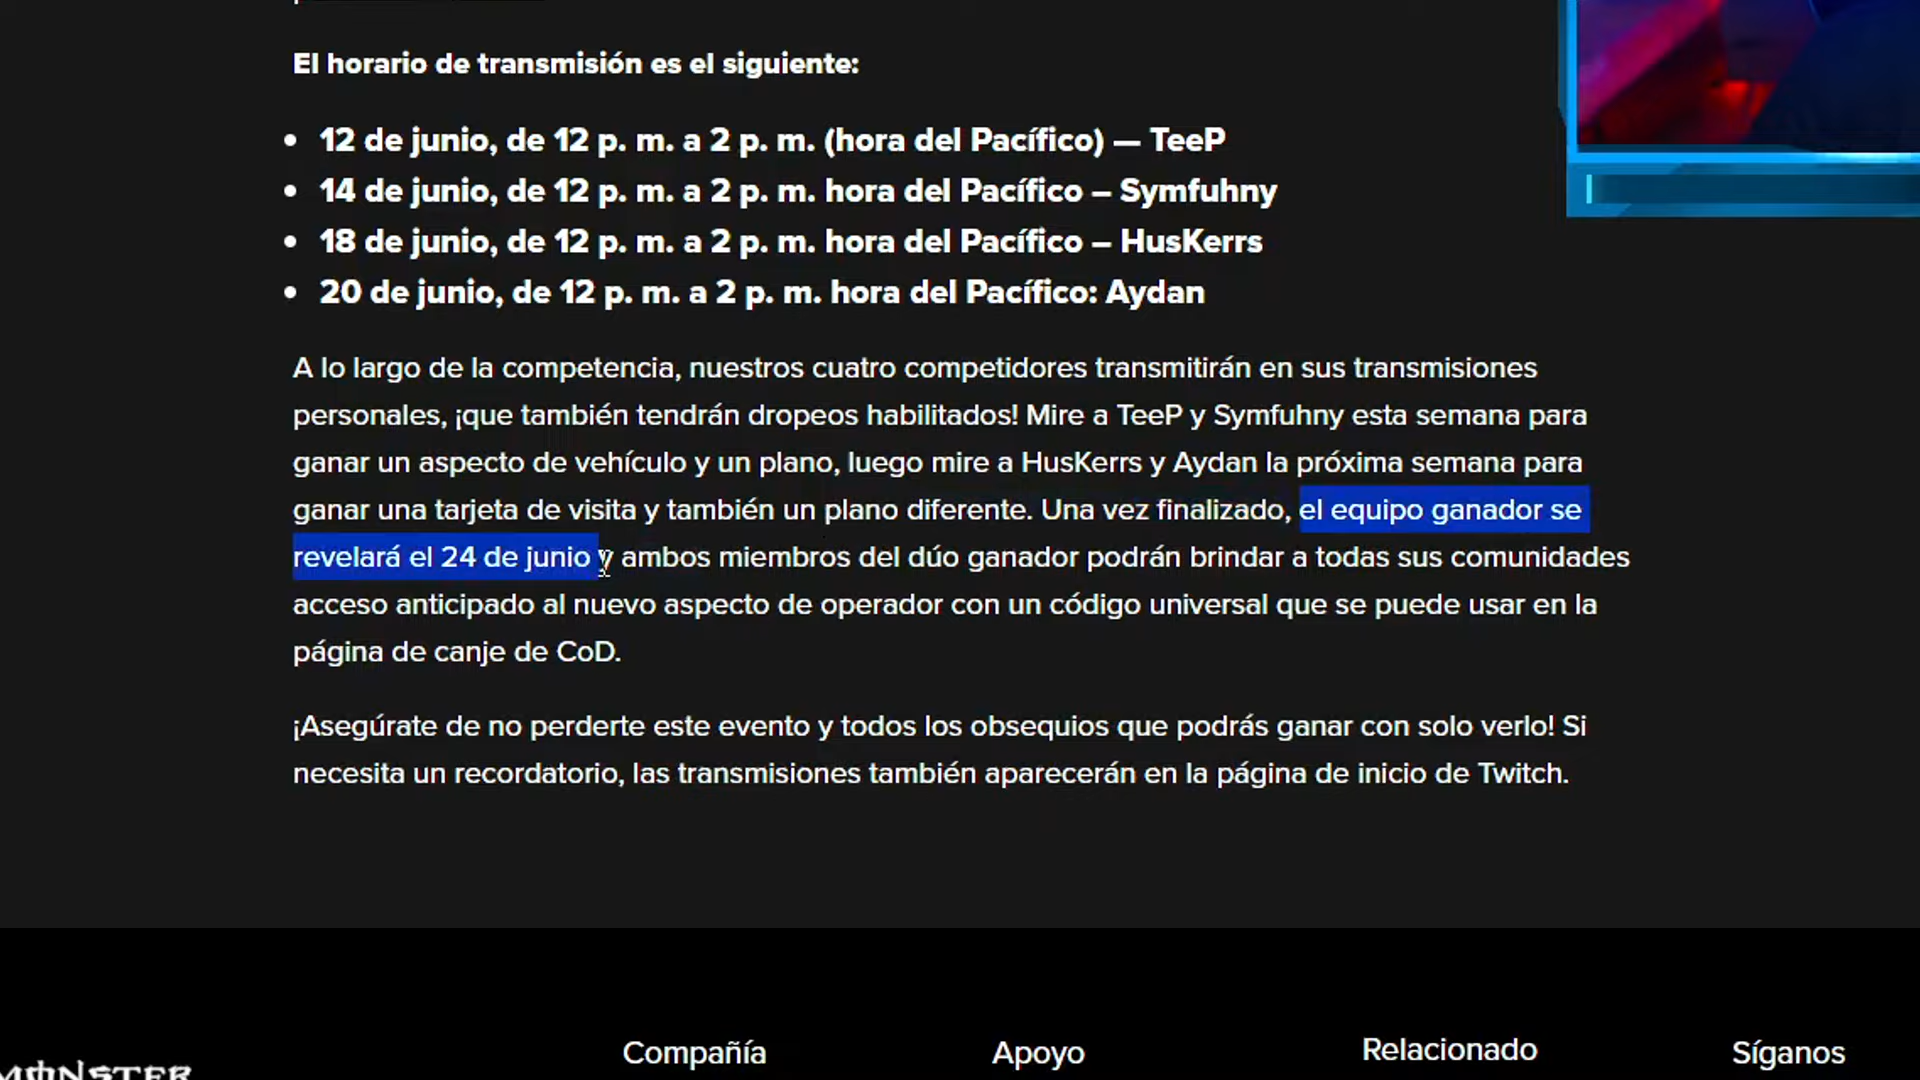 El horario de transmisión es el siguiente:
• 12 de junio, de 12 p. m. a 2 p. m. (hora del Pacífico) — TeeP
• 14 de junio, de 12 p. m. a 2 p. m. hora del Pacífico – Symfuhny
• 18 de junio, de 12 p. m. a 2 p. m. hora del Pacífico – HusKerrs
• 20 de junio, de 12 p. m. a 2 p. m. hora del Pacífico: Aydan
A lo largo de la competencia, nuestros cuatro competidores transmitirán en sus transmisiones
personales, ¡que también tendrán dropeos habilitados! Mire a TeeP y Symfuhny esta semana para
ganar un aspecto de vehículo y un plano, luego mire a HusKerrs y Aydan la próxima semana para
ganar una tarjeta de visita y también un plano diferente. Una vez finalizado, el equipo ganador se
revelará el 24 de junio y ambos miembros del dúo ganador podrán brindar a todas sus comunidades
acceso anticipado al nuevo aspecto de operador con un código universal que se puede usar en la
página de canje de CoD.
¡Asegúrate de no perderte este evento y todos los obsequios que podrás ganar con solo verlo! Si
necesita un recordatorio, las transmisiones también aparecerán en la página de inicio de Twitch.
Compañía Apoyo Relacionado Síganos
MONSTER